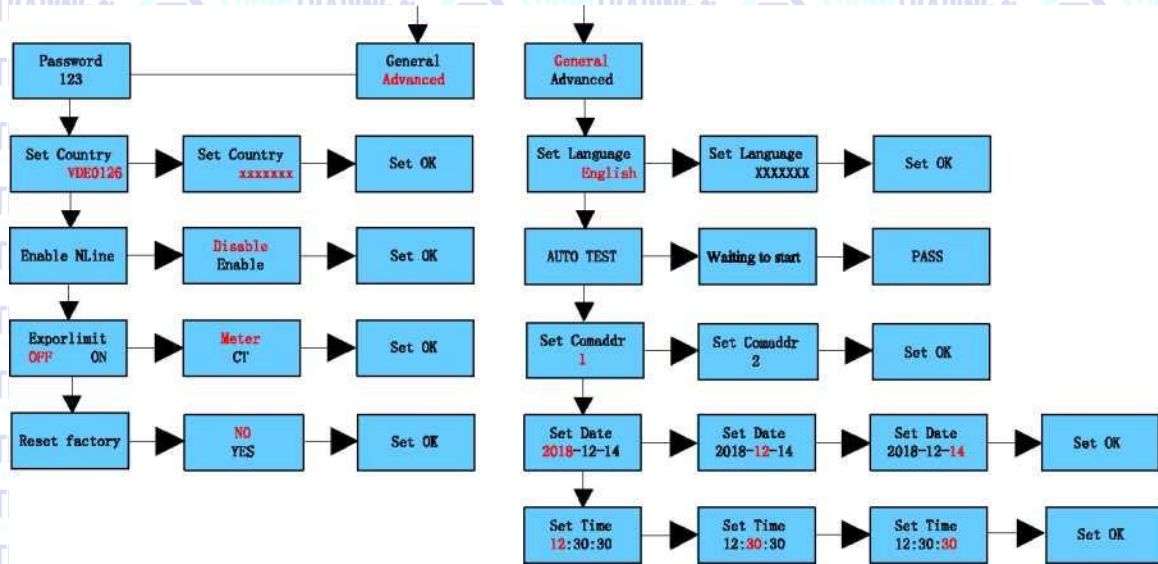 Password
123
General
Advanced
General
Advanced
Set Country
VDE0126
Set Country
xxxxxxx
Set OK
Set Language
English
Set Language
XXXXXXX
Set OK
Enable NLine
Disable
Enable
Set OK
AUTO TEST
Waiting to start
PASS
Exporlimit
OFF ON
Meter
CT
Set OK
Set Comaddr
1
Set Comaddr
2
Set OK
Reset factory
NO
YES
Set OK
Set Date
2018-12-14
Set Date
2018-12-14
Set Date
2018-12-14
Set OK
Set Time
12:30:30
Set Time
12:30:30
Set Time
12:30:30
Set OK